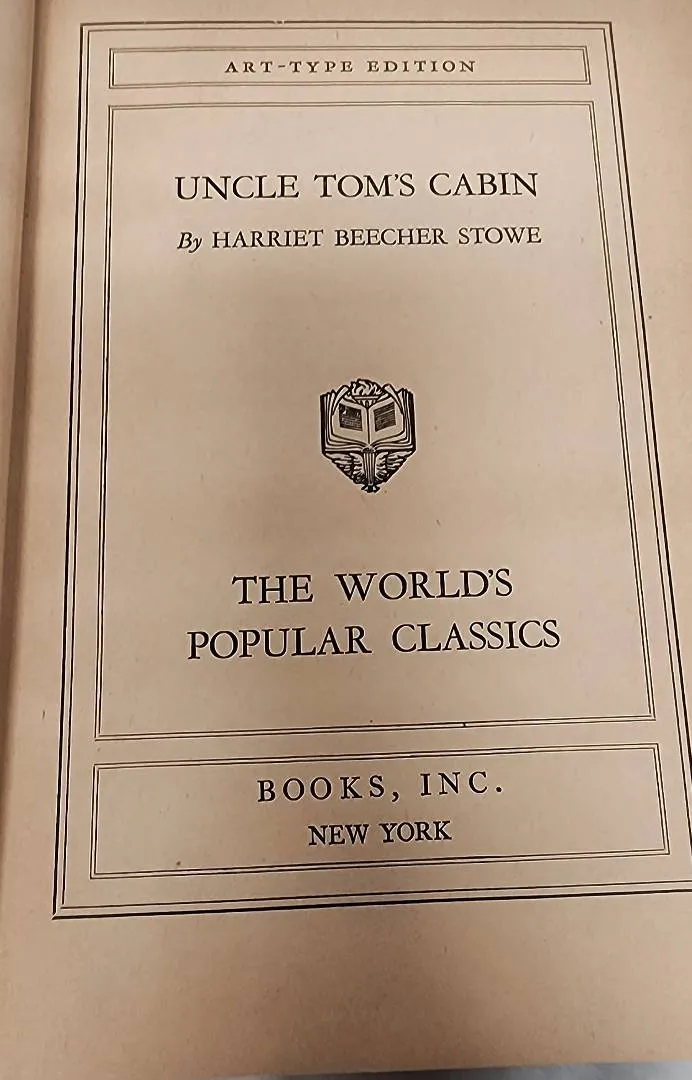 ART-TYPE EDITION
UNCLE TOM'S CABIN
By HARRIET BEECHER STOWE
THE WORLD'S
POPULAR CLASSICS
BOOKS, INC.
NEW YORK